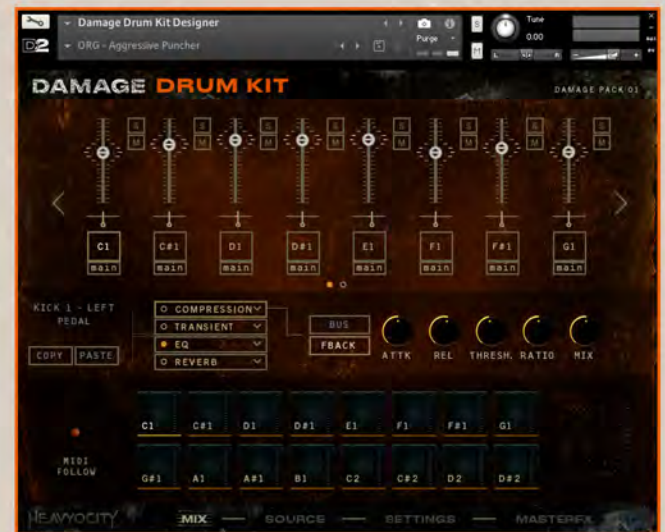 Damage Drum Kit Designer
S
Tune
0.00
D2
ORG - Aggressive Puncher
Purge
M
L
R
DAMAGE DRUM KIT
DAMAGE PACK 01
S S S S S S S S
M M M M M M M M
C1 C#1 D1 D#1 E1 F1 F#1 G1
main main main main main main main main
KICK 1 - LEFT
PEDAL
COPY PASTE
COMPRESSION
TRANSIENT
EQ
REVERB
BUS
FBACK
ATTK REL THRESH. RATIO MIX
C1 C#1 D1 D#1 E1 F1 F#1 G1
MIDI
FOLLOW
G#1 A1 A#1 B1 C2 C#2 D2 D#2
HEAVYOCITY MIX SOURCE SETTINGS MASTERFX